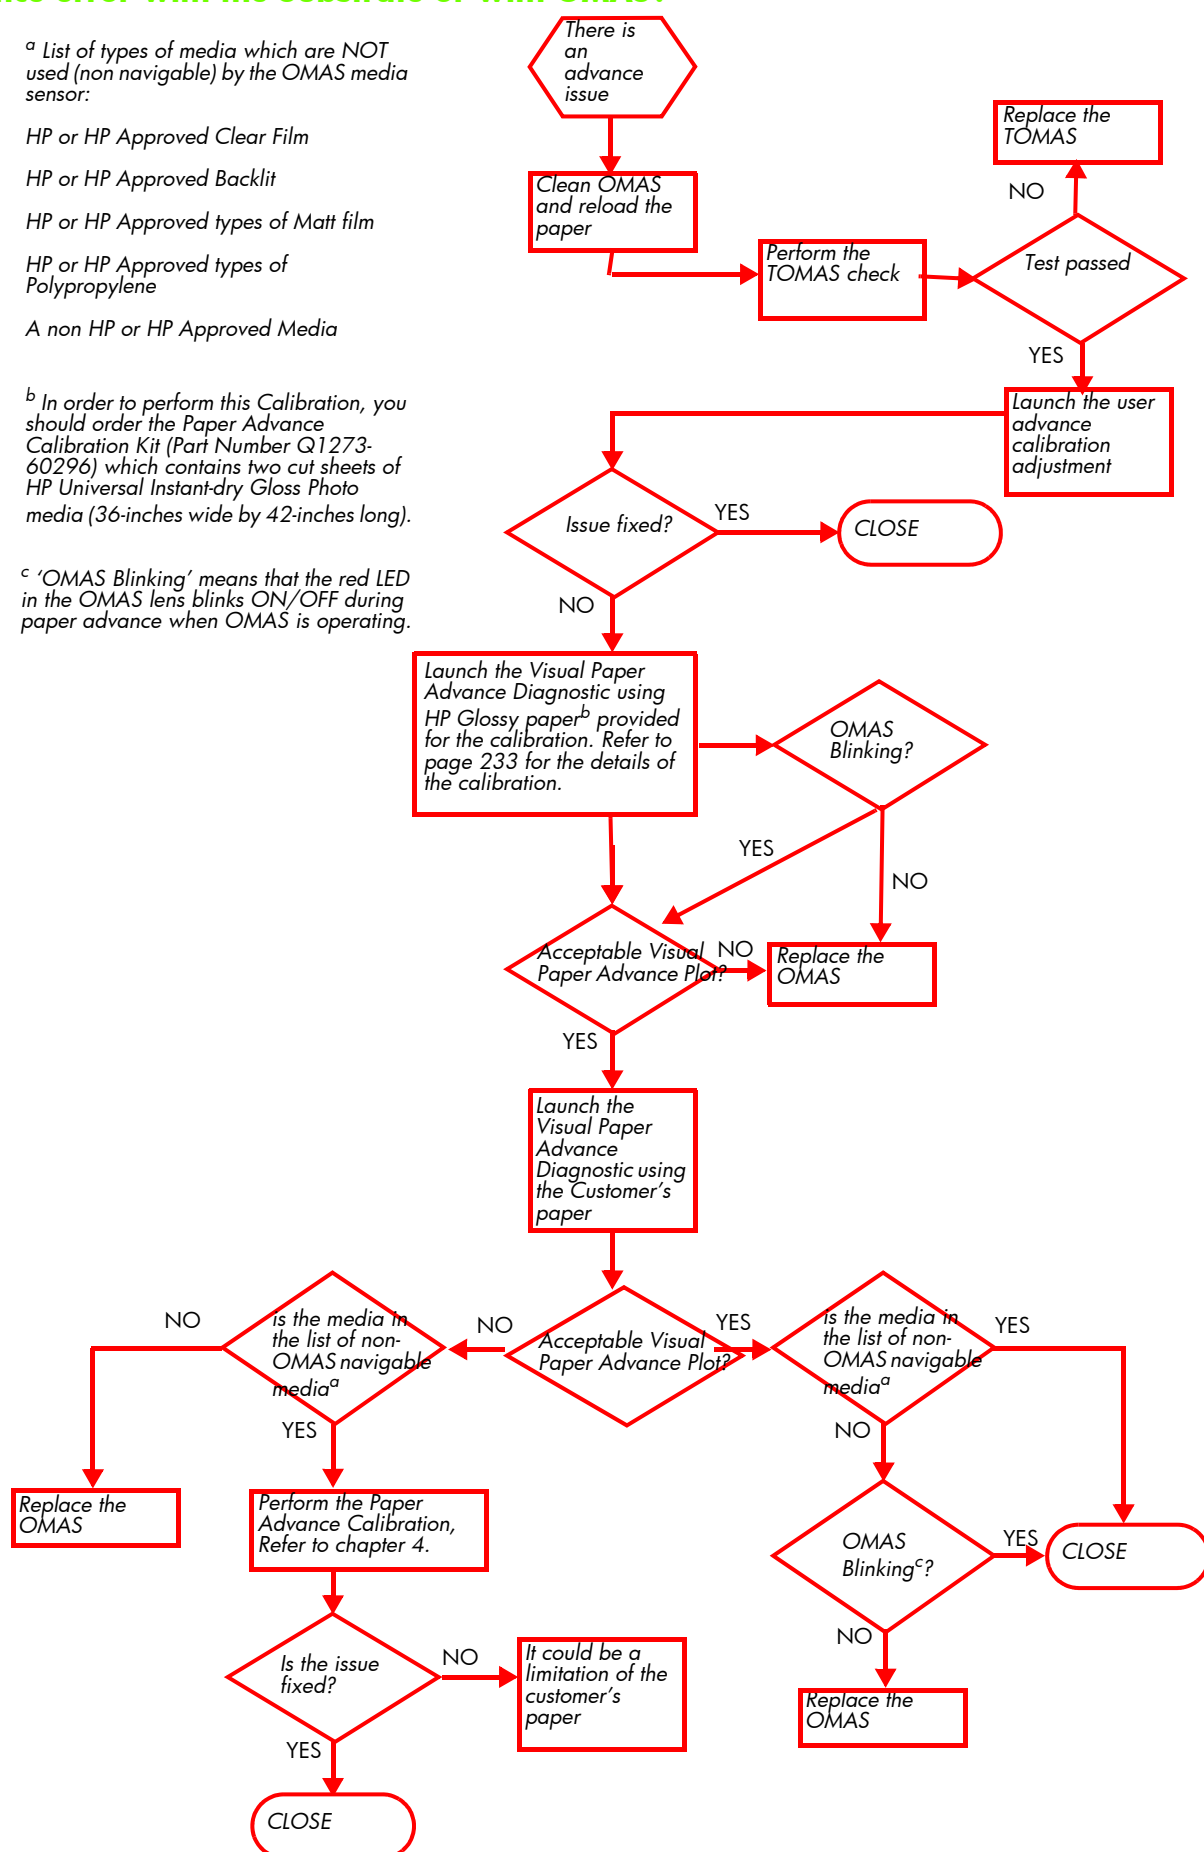 a List of types of media which are NOT
used (non navigable) by the OMAS media
sensor:
HP or HP Approved Clear Film
HP or HP Approved Backlit
HP or HP Approved types of Matt film
HP or HP Approved types of
Polypropylene
A non HP or HP Approved Media
b In order to perform this Calibration, you
should order the Paper Advance
Calibration Kit (Part Number Q1273-
60296) which contains two cut sheets of
HP Universal Instant-dry Gloss Photo
media (36-inches wide by 42-inches long).
c ‘OMAS Blinking’ means that the red LED
in the OMAS lens blinks ON/OFF during
paper advance when OMAS is operating.
There is
an
advance
issue
Clean OMAS
and reload the
paper
Perform the
TOMAS check
Replace the
TOMAS
NO
Test passed
YES
Launch the user
advance
calibration
adjustment
Issue fixed?
YES
CLOSE
NO
Launch the Visual Paper
Advance Diagnostic using
HP Glossy paperb provided
for the calibration. Refer to
page 233 for the details of
the calibration.
OMAS
Blinking?
YES
NO
Acceptable Visual
Paper Advance Plot?
NO
Replace the
OMAS
YES
Launch the
Visual Paper
Advance
Diagnostic using
the Customer’s
paper
Acceptable Visual
Paper Advance Plot?
NO
YES
is the media in
the list of non-
OMAS navigable
mediaa
NO
YES
Replace the
OMAS
Perform the Paper
Advance Calibration,
Refer to chapter 4.
Is the issue
fixed?
NO
It could be a
limitation of the
customer’s
paper
YES
CLOSE
is the media in
the list of non-
OMAS navigable
mediaa
YES
NO
OMAS
Blinkingc?
YES
CLOSE
NO
Replace the
OMAS